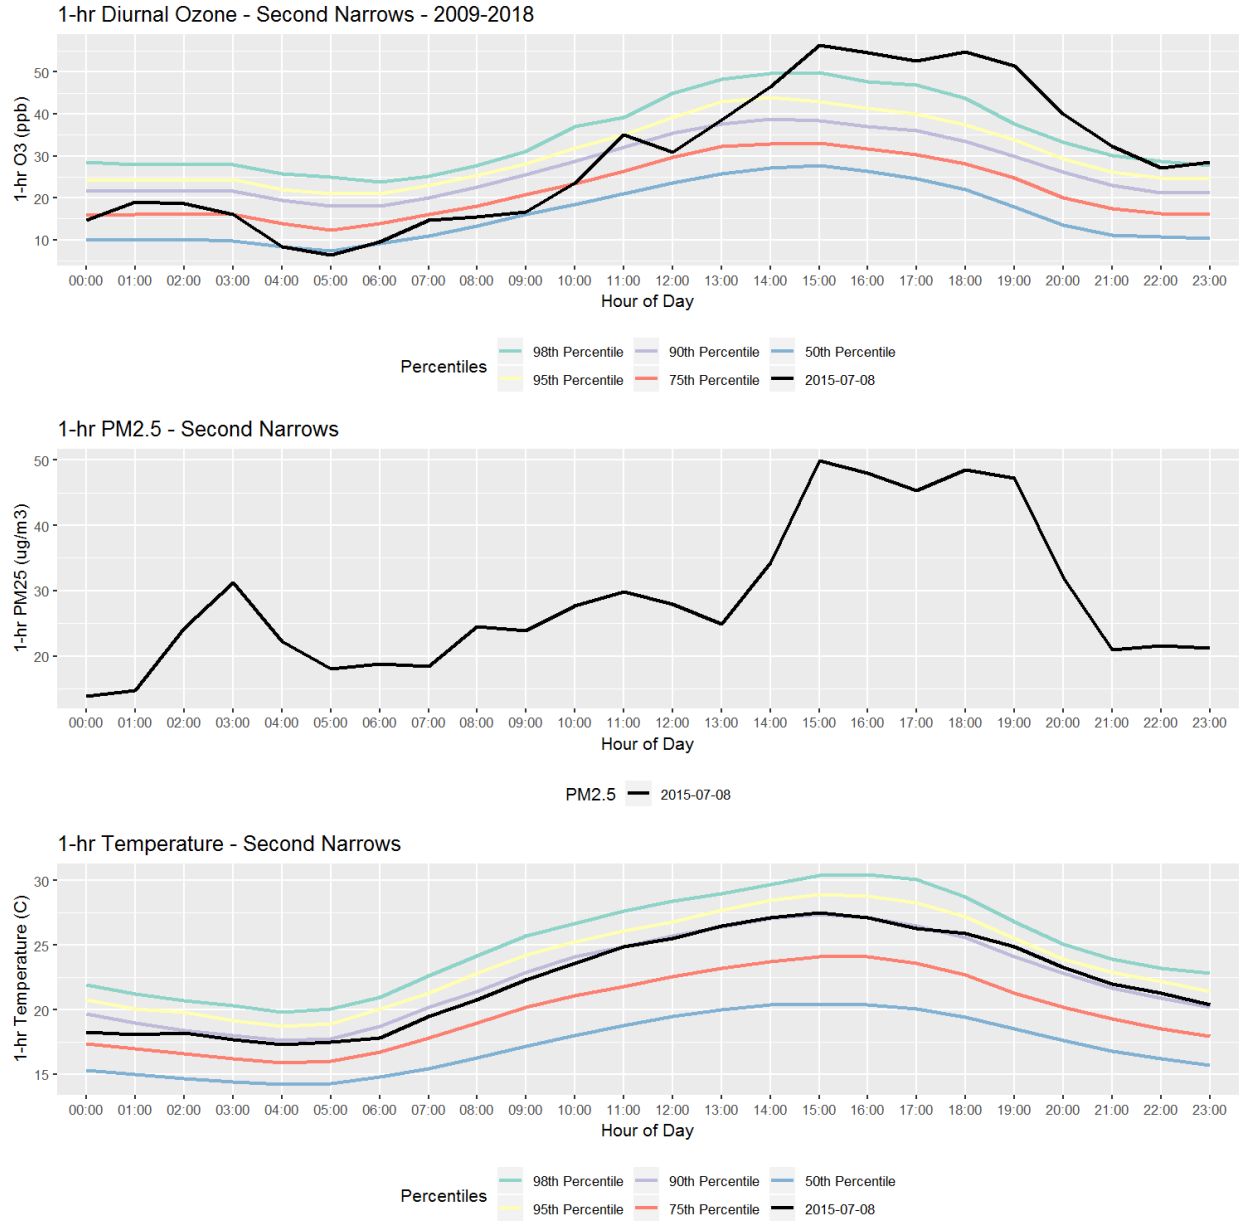 1-hr Diurnal Ozone - Second Narrows - 2009-2018
1-hr O3 (ppb)
50
40
30
20
10
00:00 01:00 02:00 03:00 04:00 05:00 06:00 07:00 08:00 09:00 10:00 11:00 12:00 13:00 14:00 15:00 16:00 17:00 18:00 19:00 20:00 21:00 22:00 23:00
Hour of Day
Percentiles
98th Percentile 90th Percentile 50th Percentile
95th Percentile 75th Percentile 2015-07-08
1-hr PM2.5 - Second Narrows
1-hr PM25 (ug/m3)
50
40
30
20
00:00 01:00 02:00 03:00 04:00 05:00 06:00 07:00 08:00 09:00 10:00 11:00 12:00 13:00 14:00 15:00 16:00 17:00 18:00 19:00 20:00 21:00 22:00 23:00
Hour of Day
PM2.5 2015-07-08
1-hr Temperature - Second Narrows
1-hr Temperature (C)
30
25
20
15
00:00 01:00 02:00 03:00 04:00 05:00 06:00 07:00 08:00 09:00 10:00 11:00 12:00 13:00 14:00 15:00 16:00 17:00 18:00 19:00 20:00 21:00 22:00 23:00
Hour of Day
Percentiles
98th Percentile 90th Percentile 50th Percentile
95th Percentile 75th Percentile 2015-07-08